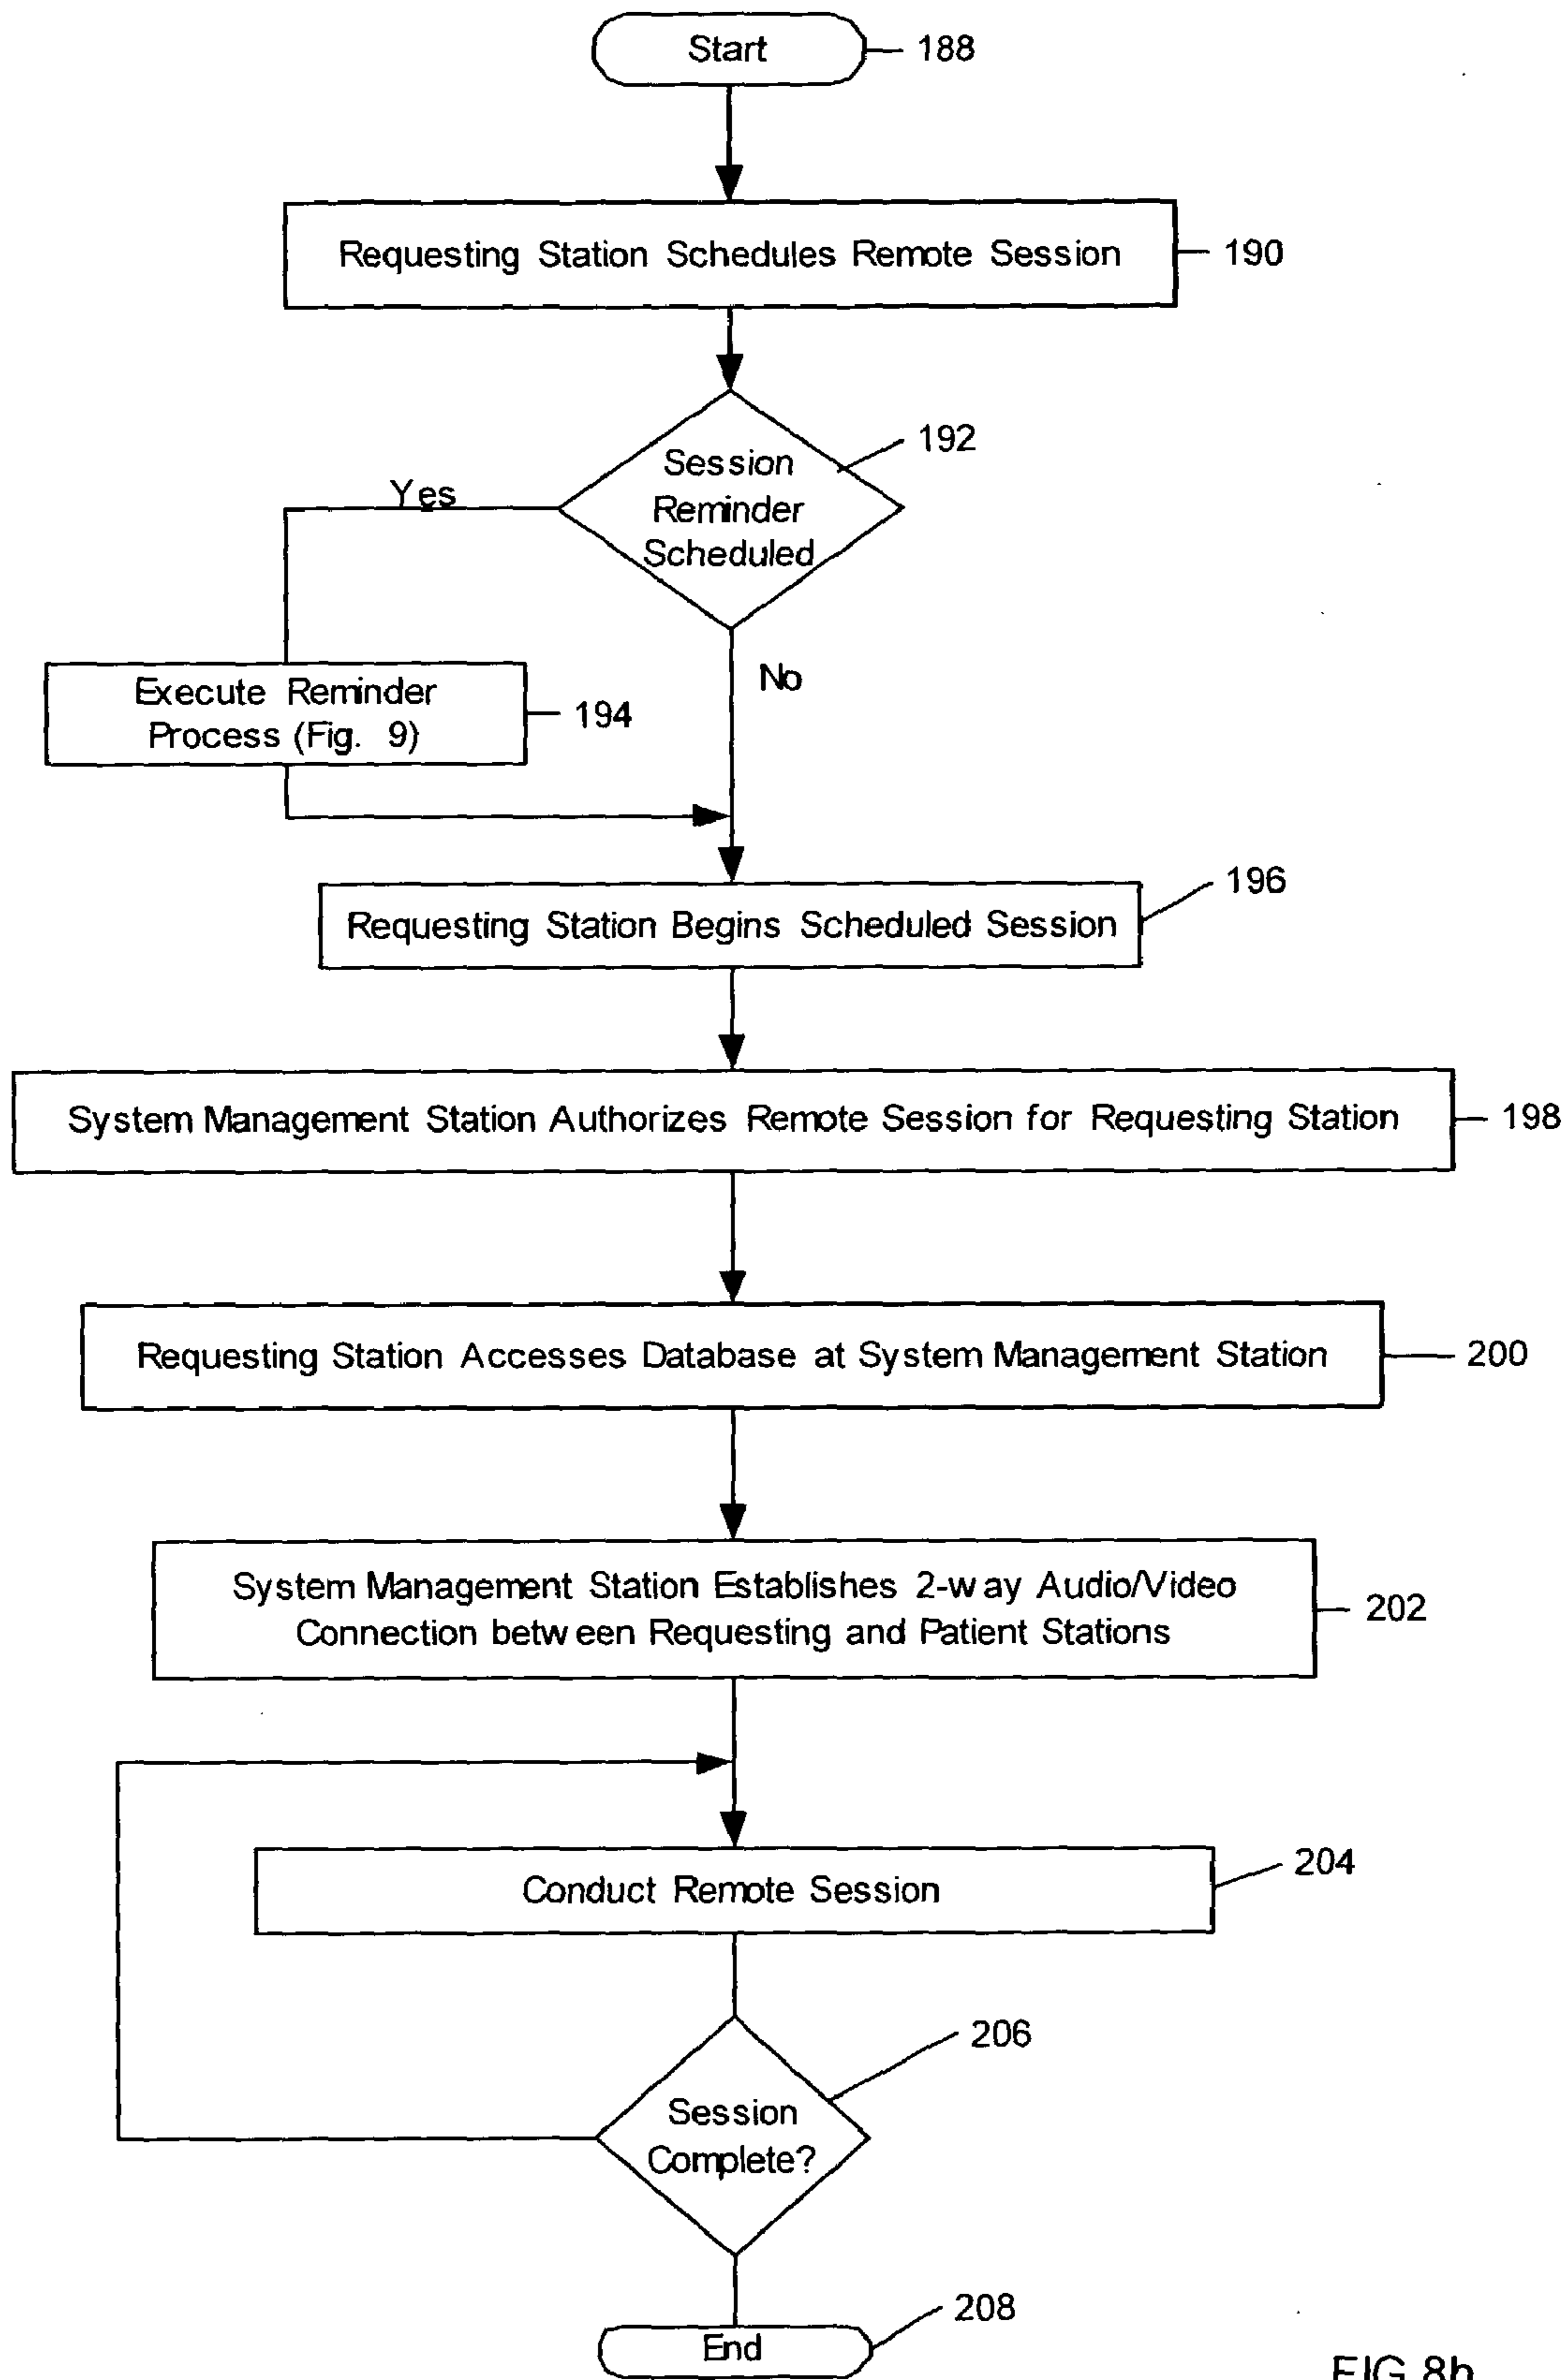 Start
188
Requesting Station Schedules Remote Session
190
192
Session
Reminder
Scheduled
Yes
No
Execute Reminder
Process (Fig. 9)
194
196
Requesting Station Begins Scheduled Session
System Management Station Authorizes Remote Session for Requesting Station
198
Requesting Station Accesses Database at System Management Station
200
System Management Station Establishes 2-way Audio/Video
Connection between Requesting and Patient Stations
202
204
Conduct Remote Session
206
Session
Complete?
208
End
FIG 8b